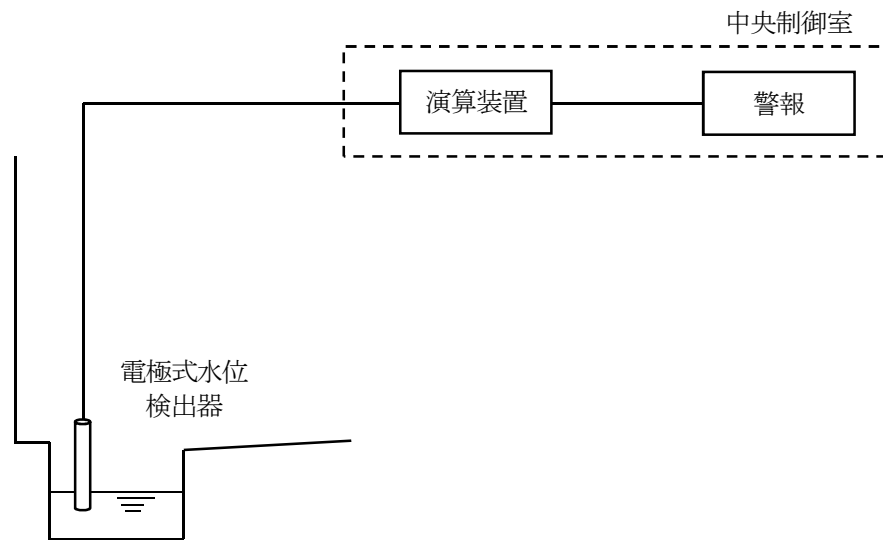 中央制御室
演算装置
警報
電極式水位
検出器